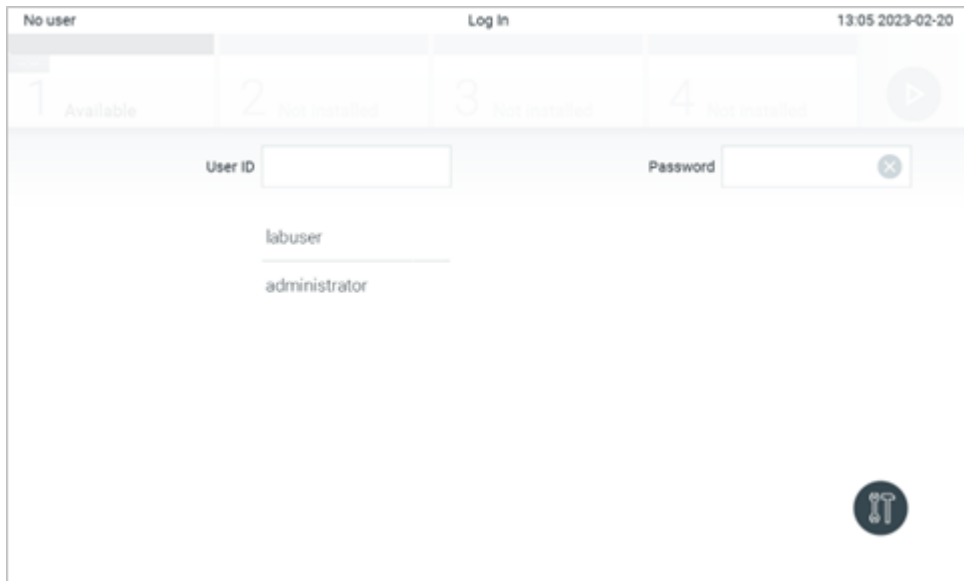 No user Log In 13:05 2023-02-20
1 Available 2 Not installed 3 Not installed 4 Not installed
User ID Password
labuser
administrator